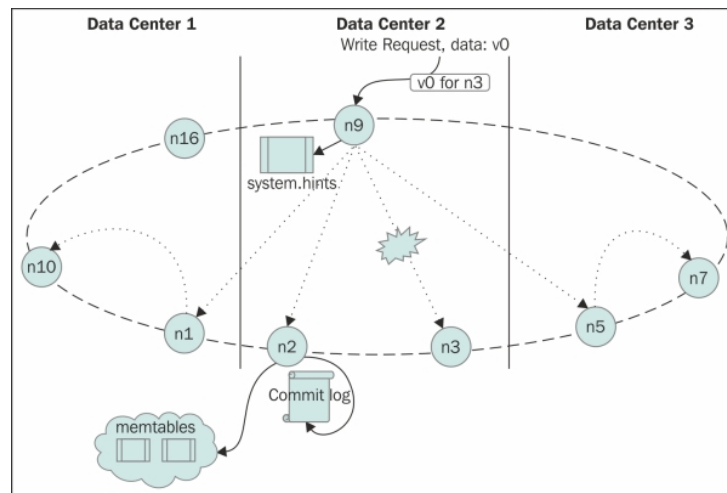 Data Center 1
Data Center 2
Data Center 3
Write Request, data: v0
v0 for n3
n9
n16
system.hints
n10
n7
n1
n5
n2
n3
Commit log
memtables